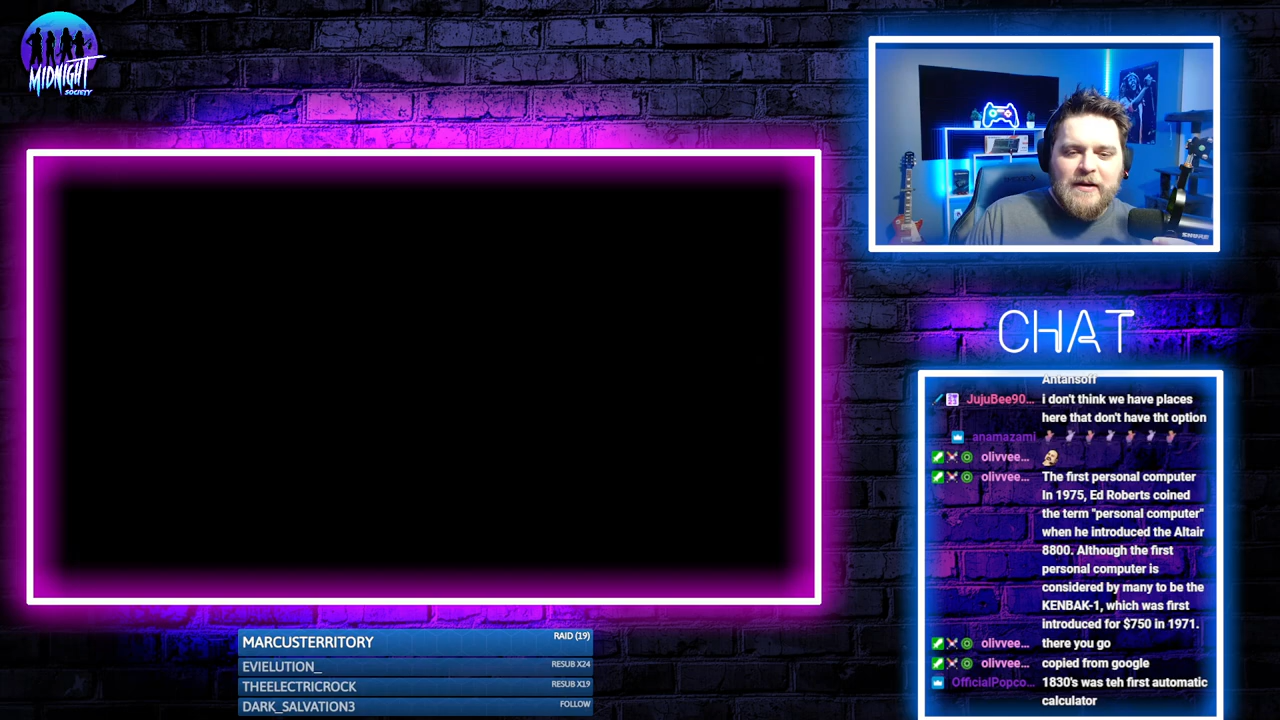 MIDNIGHT
SOCIETY
CHAT
Antansoff
JujuBee90... i don't think we have places
here that don't have tht option
anamazami
olivvee...
olivvee... The first personal computer
In 1975, Ed Roberts coined
the term "personal computer"
when he introduced the Altair
8800. Although the first
personal computer is
considered by many to be the
KENBAK-1, which was first
introduced for $750 in 1971.
olivvee... there you go
olivvee... copied from google
OfficialPopco... 1830's was teh first automatic
calculator
MARCUSTERRITORY RAID (19)
EVIELUTION_ RESUB X24
THEELECTRICROCK RESUB X19
DARK_SALVATION3 FOLLOW